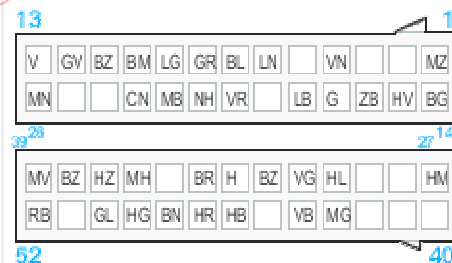 13 1
V GV BZ BM LG GR BL LN VN MZ
MN CN MB NH VR LB G ZB HV BG
39 26 27 14
MV BZ HZ MH BR H BZ VG HL HM
RB GL HG BN HR HB VB MG
52 40